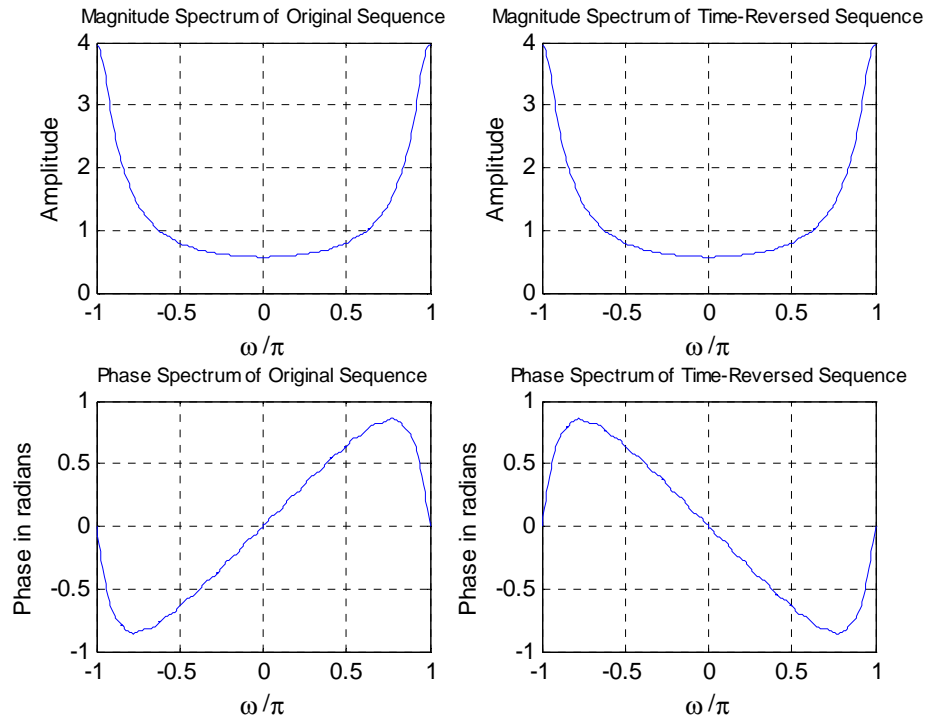 Magnitude Spectrum of Original Sequence
4
3
2
1
0
Amplitude
-1 -0.5 0 0.5 1
ω/π
Magnitude Spectrum of Time-Reversed Sequence
4
3
2
1
0
Amplitude
-1 -0.5 0 0.5 1
ω/π
Phase Spectrum of Original Sequence
1
0.5
0
-0.5
-1
Phase in radians
-1 -0.5 0 0.5 1
ω/π
Phase Spectrum of Time-Reversed Sequence
1
0.5
0
-0.5
-1
Phase in radians
-1 -0.5 0 0.5 1
ω/π